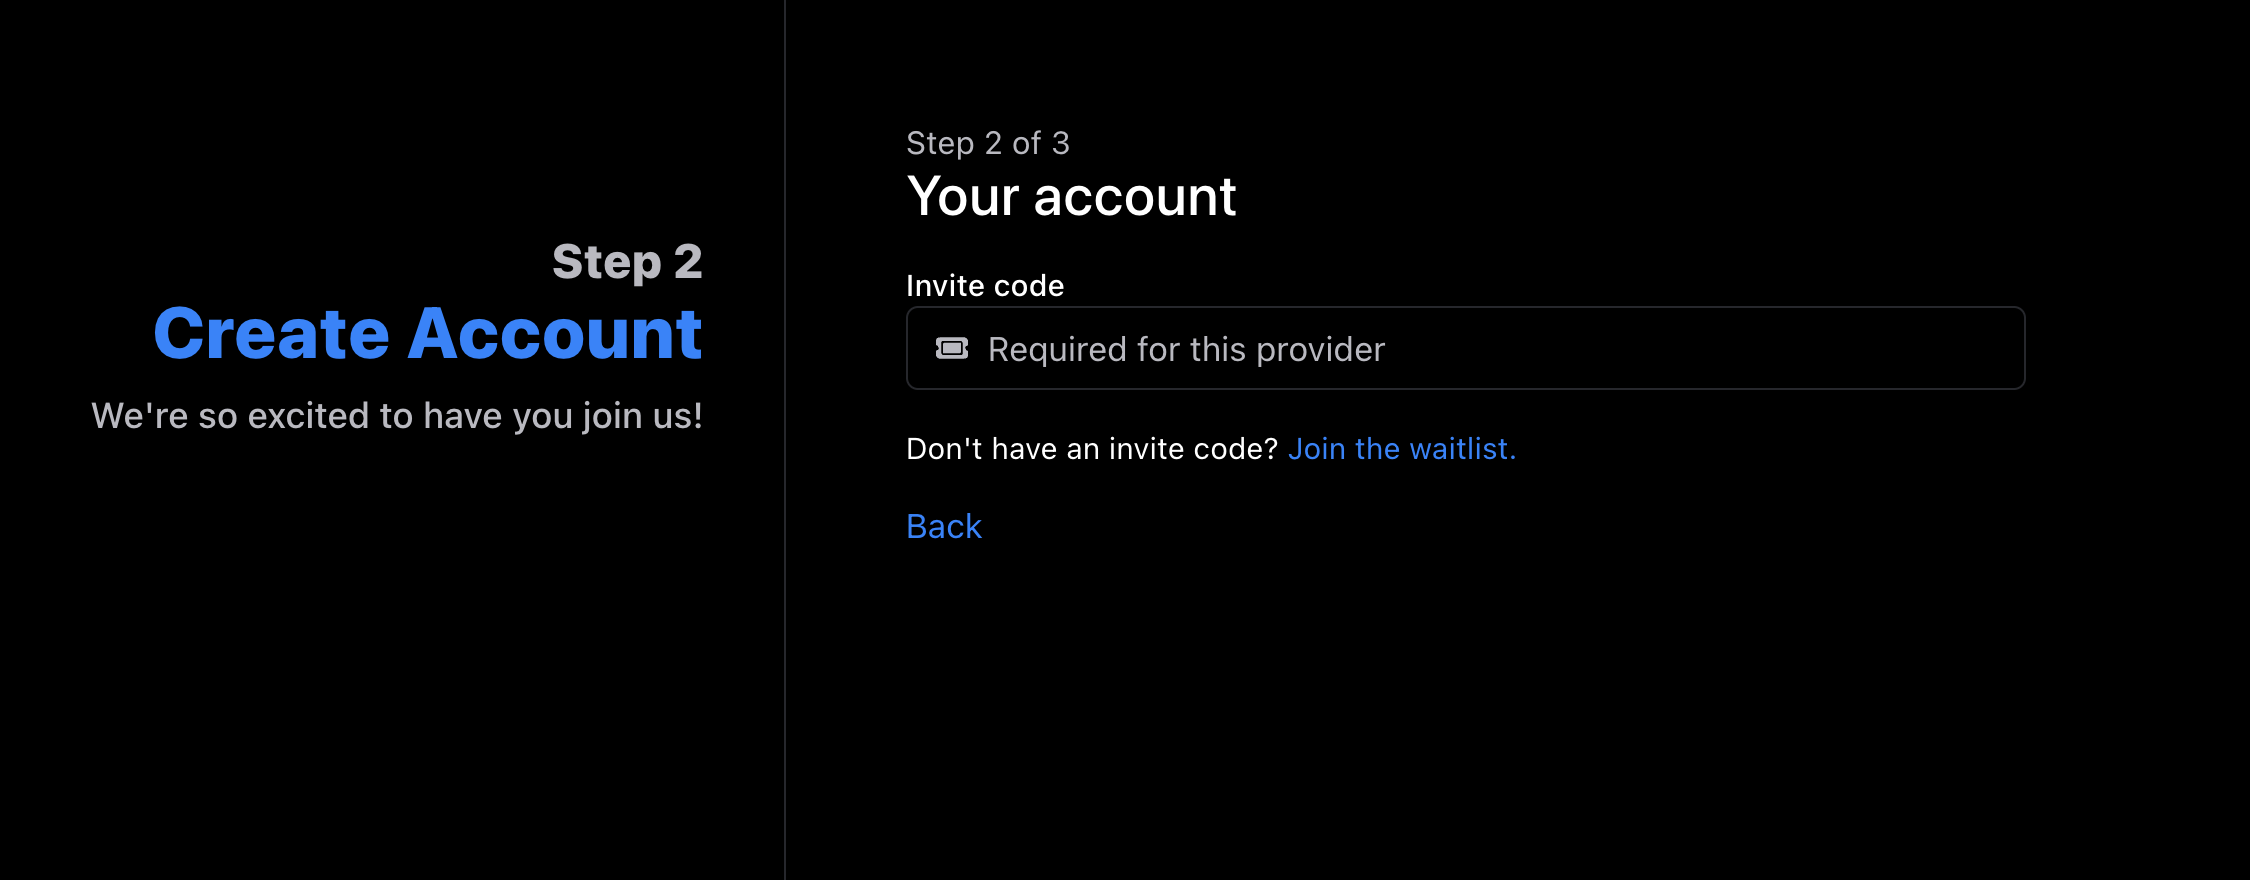 Step 2
Create Account
We're so excited to have you join us!
Step 2 of 3
Your account
Invite code
Required for this provider
Don't have an invite code? Join the waitlist.
Back